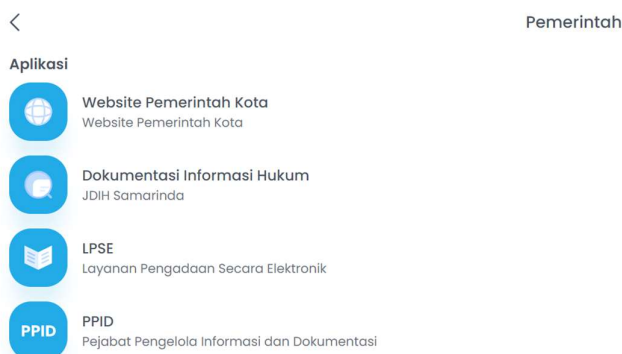 Pemerintah
Aplikasi
Website Pemerintah Kota
Website Pemerintah Kota
Dokumentasi Informasi Hukum
JDIH Samarinda
LPSE
Layanan Pengadaan Secara Elektronik
PPID
PPID
Pejabat Pengelola Informasi dan Dokumentasi